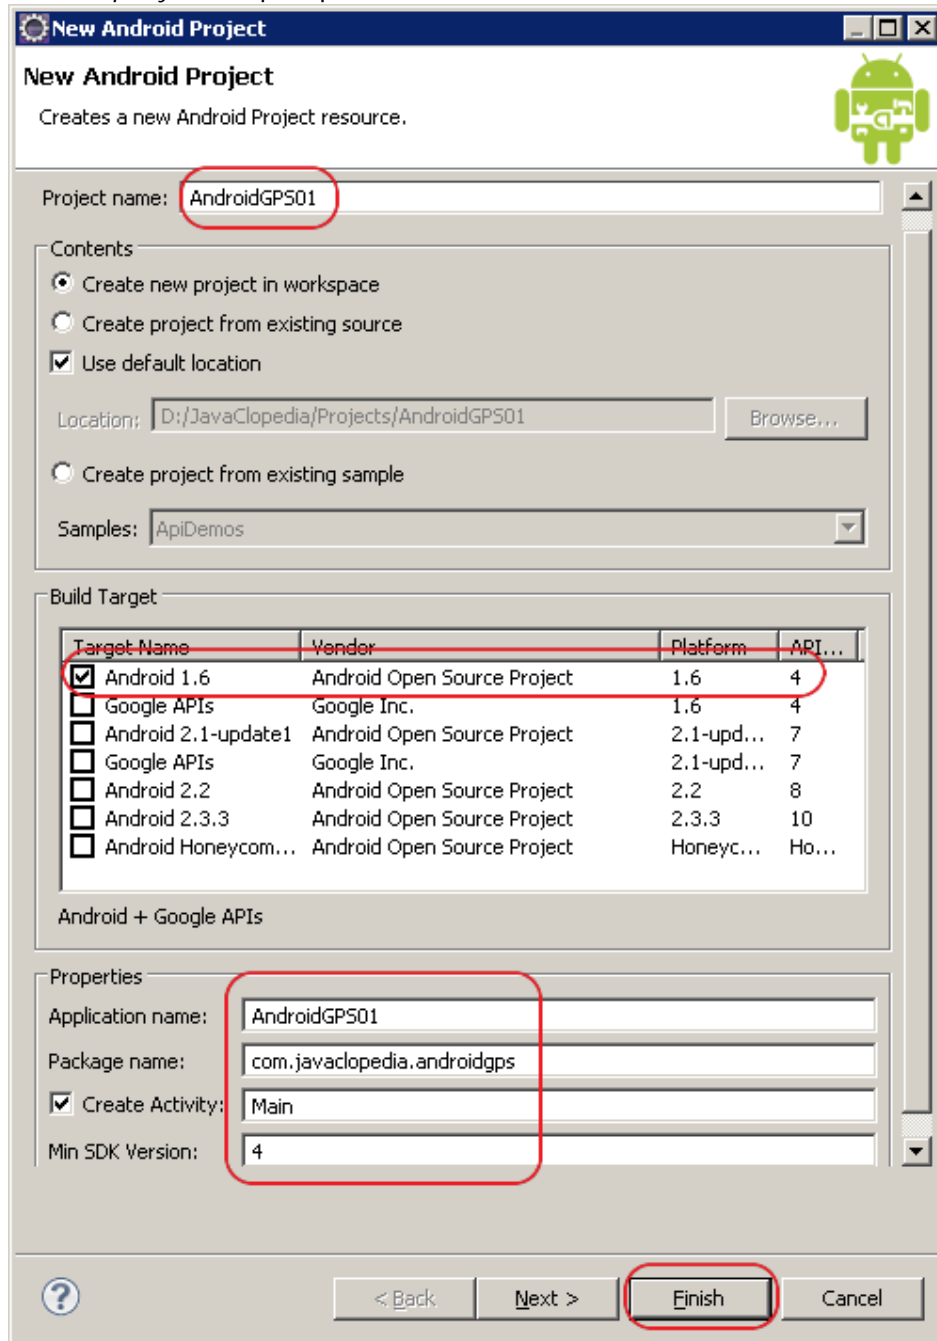 New Android Project
New Android Project
Creates a new Android Project resource.
Project name: AndroidGPS01
Contents
Create new project in workspace
Create project from existing source
Use default location
Location: D:/JavaClopedia/Projects/AndroidGPS01 Browse...
Create project from existing sample
Samples: ApiDemos
Build Target
Target Name Vendor Platform API...
Android 1.6 Android Open Source Project 1.6 4
Google APIs Google Inc. 1.6 4
Android 2.1-update1 Android Open Source Project 2.1-upd... 7
Google APIs Google Inc. 2.1-upd... 7
Android 2.2 Android Open Source Project 2.2 8
Android 2.3.3 Android Open Source Project 2.3.3 10
Android Honeycom... Android Open Source Project Honeyc... Ho...
Android + Google APIs
Properties
Application name: AndroidGPS01
Package name: com.javaclopedia.androidgps
Create Activity: Main
Min SDK Version: 4
? < Back Next > Finish Cancel